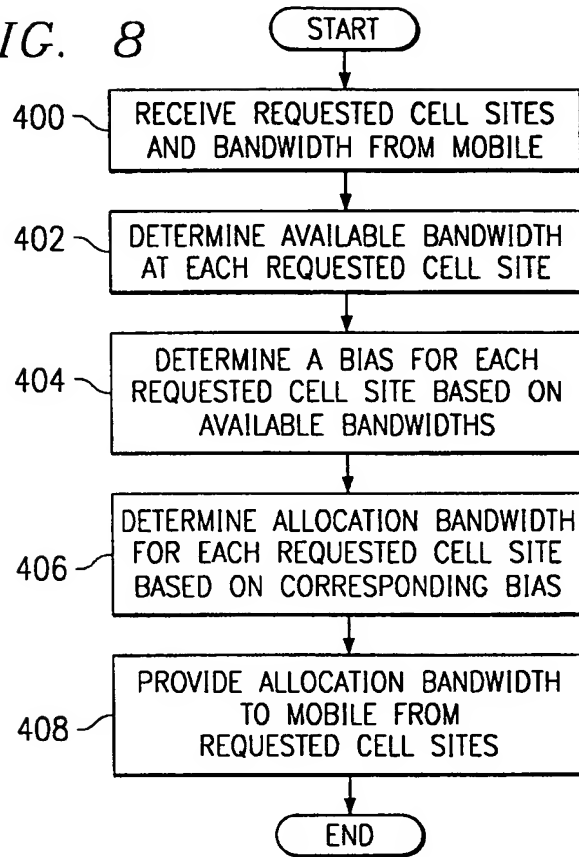 IG. 8
START
400
RECEIVE REQUESTED CELL SITES
AND BANDWIDTH FROM MOBILE
402
DETERMINE AVAILABLE BANDWIDTH
AT EACH REQUESTED CELL SITE
404
DETERMINE A BIAS FOR EACH
REQUESTED CELL SITE BASED ON
AVAILABLE BANDWIDTHS
406
DETERMINE ALLOCATION BANDWIDTH
FOR EACH REQUESTED CELL SITE
BASED ON CORRESPONDING BIAS
408
PROVIDE ALLOCATION BANDWIDTH
TO MOBILE FROM
REQUESTED CELL SITES
END